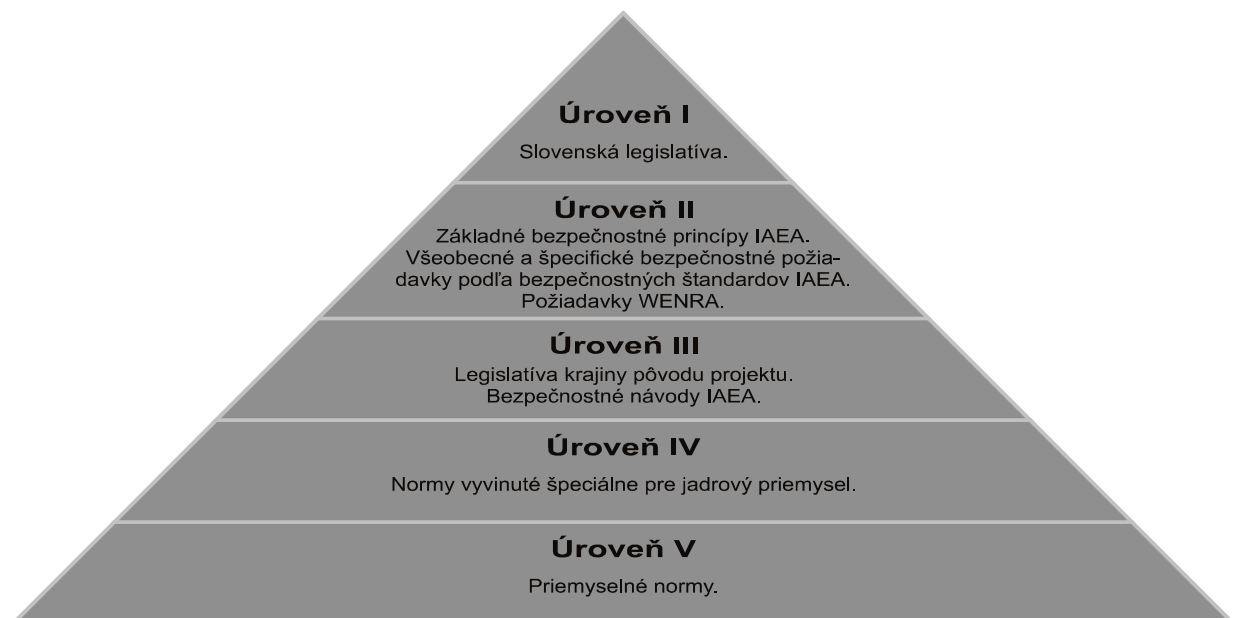 Úroveň I
Slovenská legislatíva.
Úroveň II
Základné bezpečnostné princípy IAEA.
Všeobecné a špecifické bezpečnostné požia-
davky podľa bezpečnostných štandardov IAEA.
Požiadavky WENRA.
Úroveň III
Legislatíva krajiny pôvodu projektu.
Bezpečnostné návody IAEA.
Úroveň IV
Normy vyvinuté špeciálne pre jadrový priemysel.
Úroveň V
Priemyselné normy.